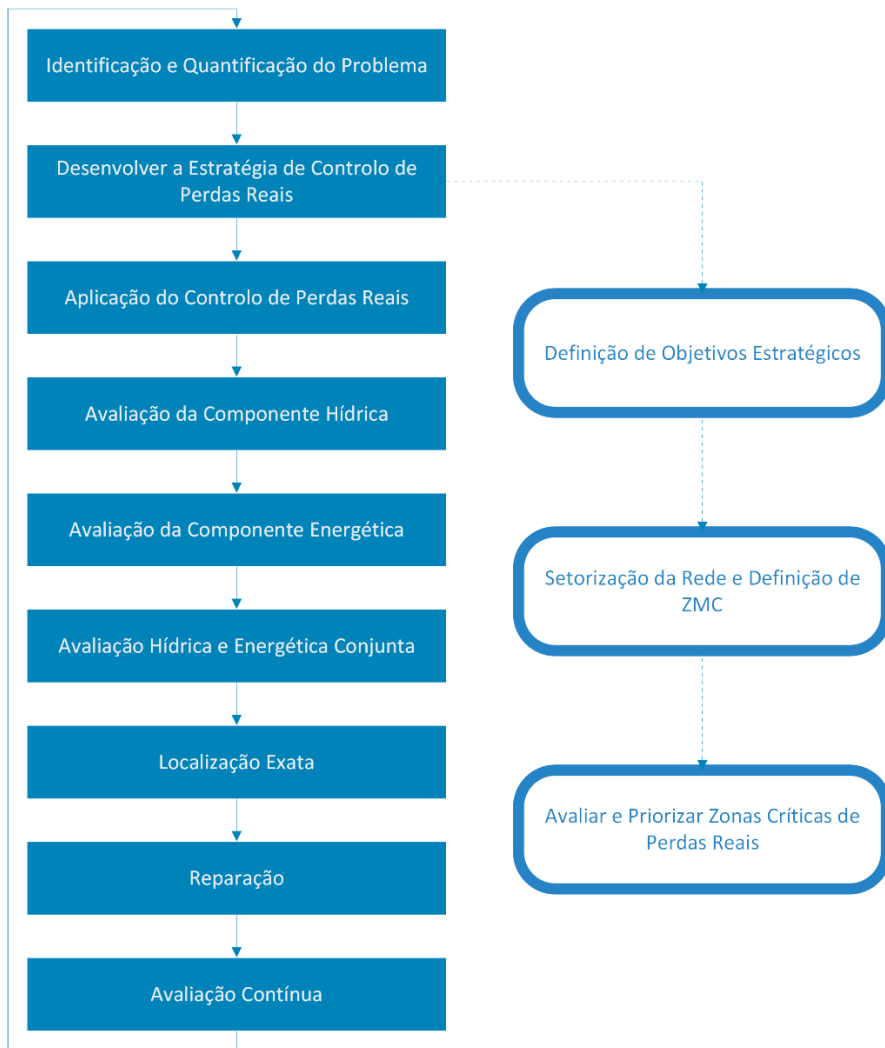 Identificação e Quantificação do Problema
Desenvolver a Estratégia de Controlo de
Perdas Reais
Aplicação do Controlo de Perdas Reais
Avaliação da Componente Hídrica
Avaliação da Componente Energética
Avaliação Hídrica e Energética Conjunta
Localização Exata
Reparação
Avaliação Contínua
Definição de Objetivos Estratégicos
Setorização da Rede e Definição de
ZMC
Avaliar e Priorizar Zonas Críticas de
Perdas Reais